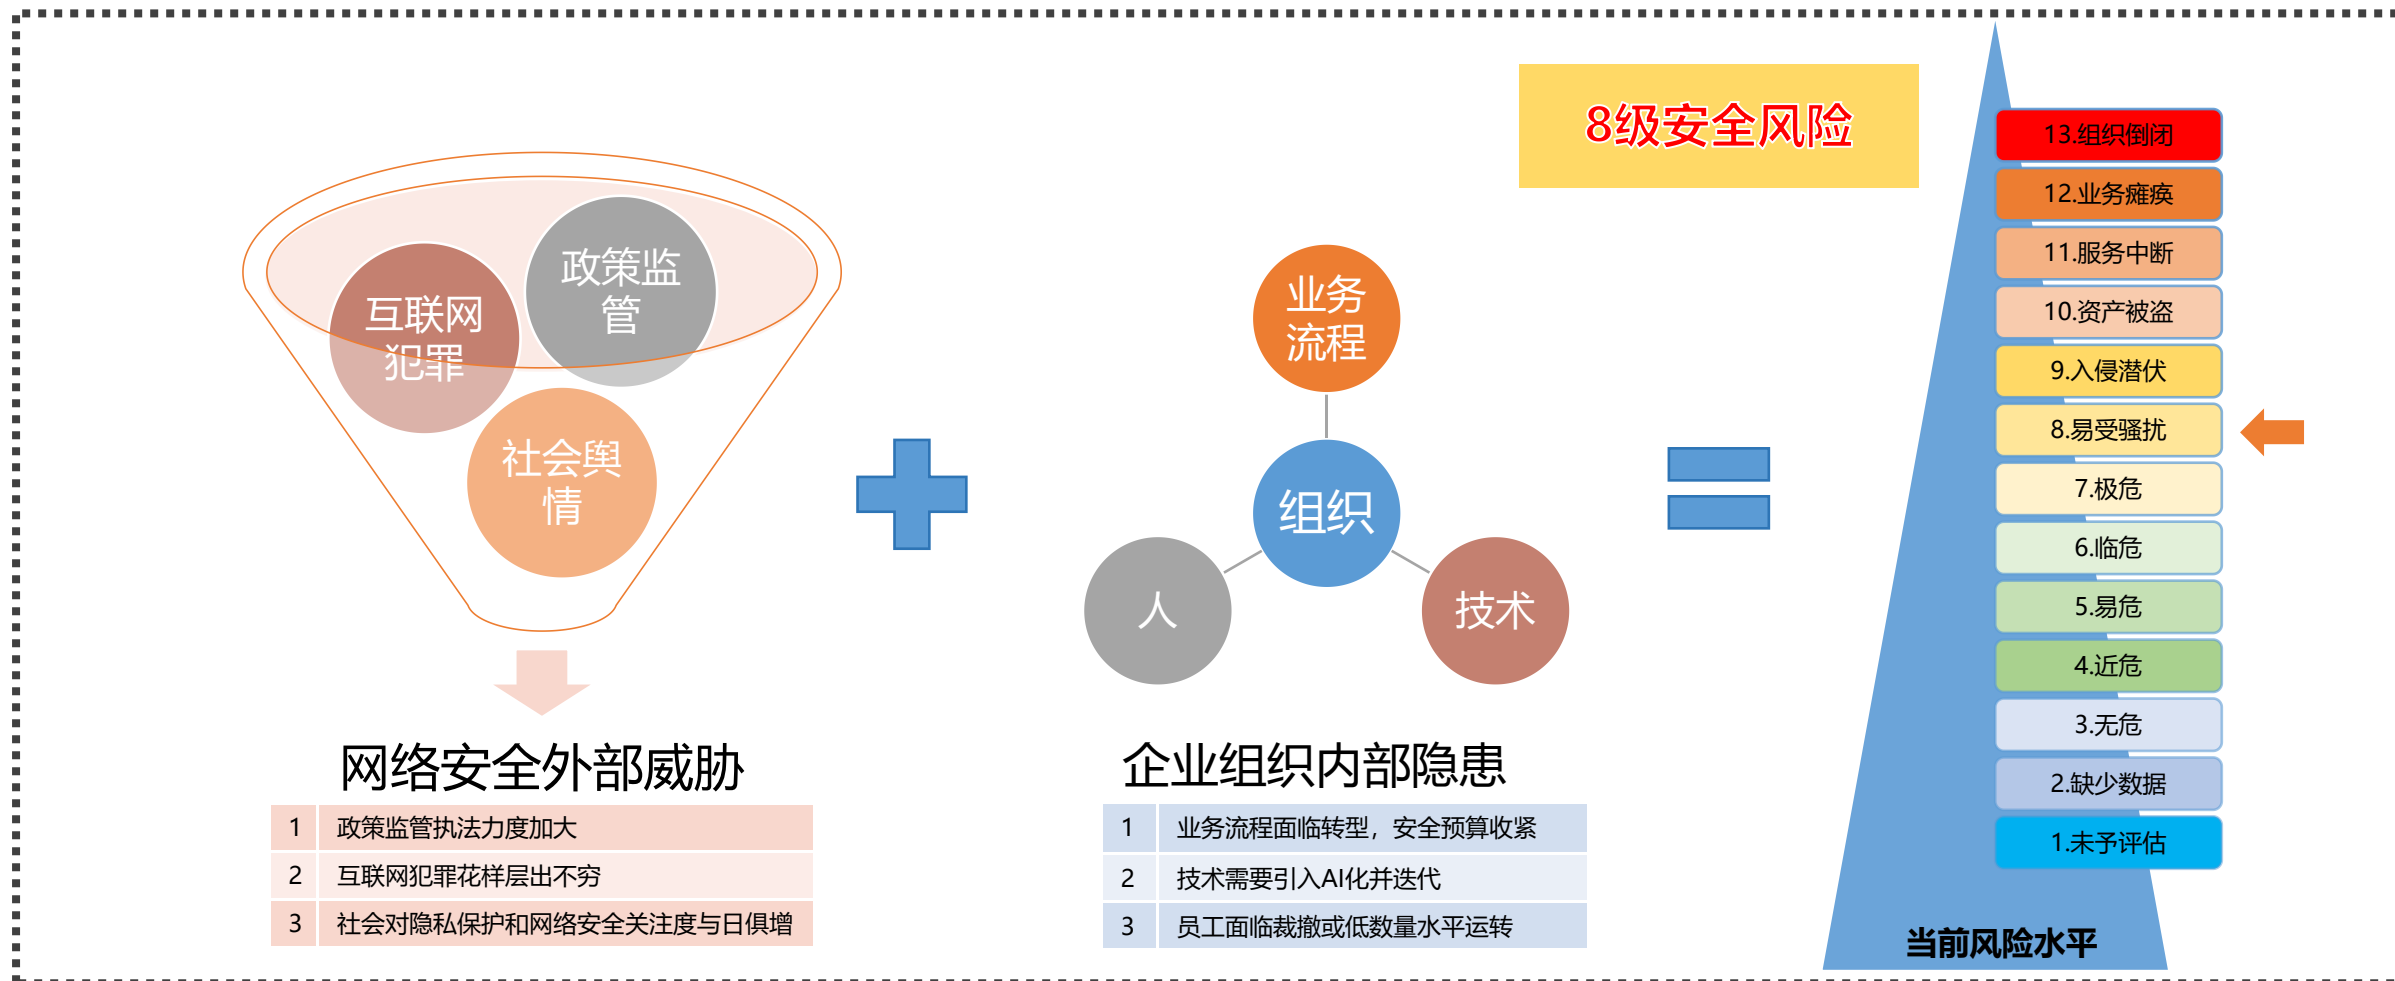 8级安全风险
互联网
犯罪
政策监
管
社会舆
情
网络安全外部威胁
1 政策监管执法力度加大
2 互联网犯罪花样层出不穷
3 社会对隐私保护和网络安全关注度与日俱增
业务
流程
组织
人
技术
企业组织内部隐患
1 业务流程面临转型，安全预算收紧
2 技术需要引入AI化并迭代
3 员工面临裁撤或低数量水平运转
13.组织倒闭
12.业务瘫痪
11.服务中断
10.资产被盗
9.入侵潜伏
8.易受骚扰
7.极危
6.临危
5.易危
4.近危
3.无危
2.缺少数据
1.未予评估
当前风险水平